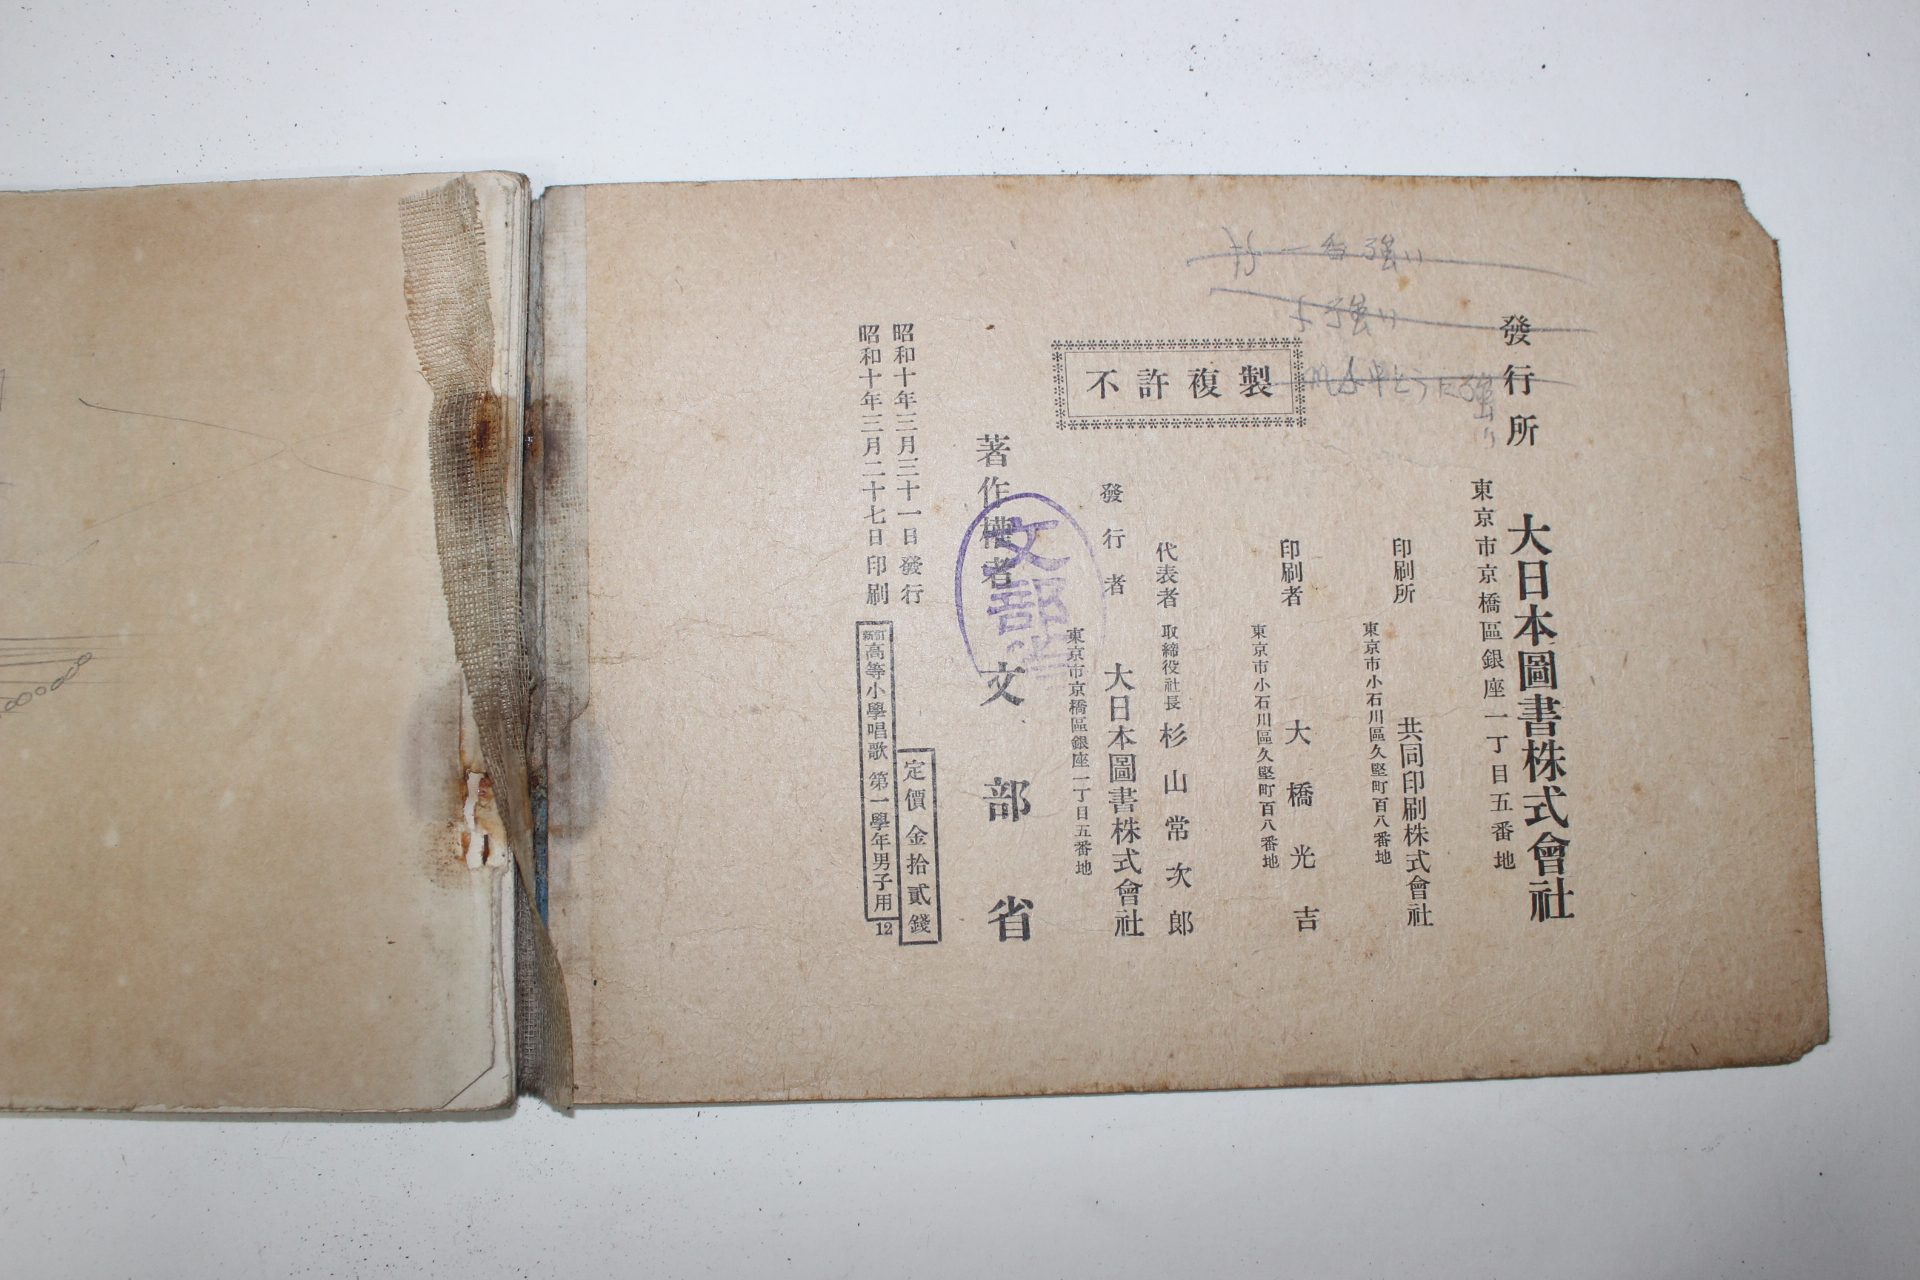 昭和十年三月二十七日印刷
昭和十年三月三十一日發行
新訂高等小學唱歌 第一學年男子用
12
定價金拾貳錢
著作權者 文部省
文部省
不許複製
發行者
東京市京橋區銀座一丁目五番地
大日本圖書株式會社
代表者 取締役社長 杉山常次郎
印刷者
東京市小石川區久堅町百八番地
大橋光吉
印刷所
東京市小石川區久堅町百八番地
共同印刷株式會社
發行所
東京市京橋區銀座一丁目五番地
大日本圖書株式會社